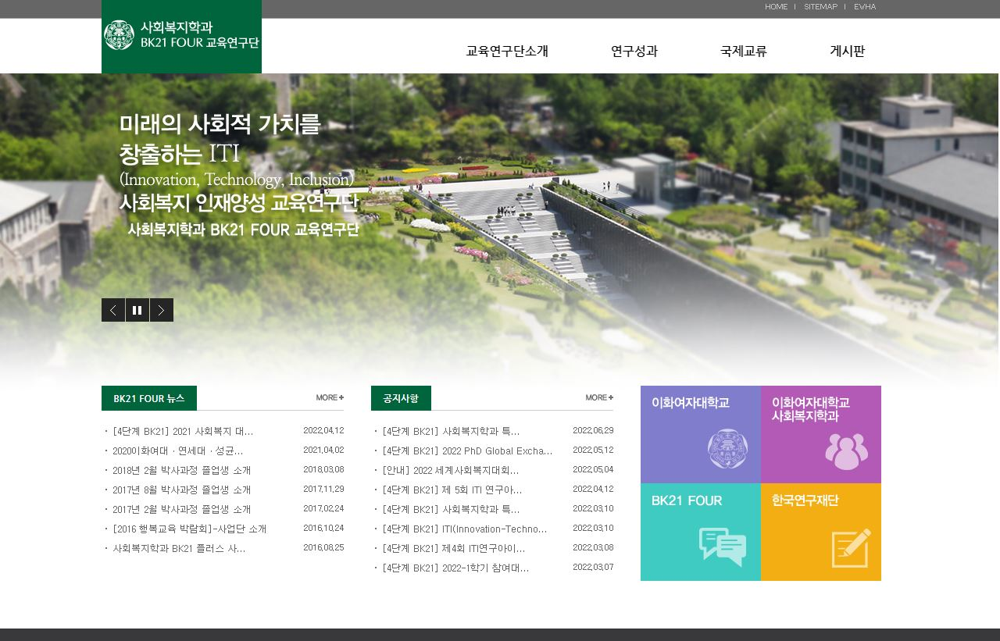 HOME
SITEMAP
EWHA
사회복지학과
BK21 FOUR 교육연구단
교육연구단소개
연구성과
국제교류
게시판
미래의 사회적 가치를
창출하는 ITI
(Innovation, Technology, Inclusion)
사회복지 인재양성 교육연구단
사회복지학과 BK21 FOUR 교육연구단
BK21 FOUR 뉴스
MORE+
· [4단계 BK21] 2021 사회복지 대... 2022.04.12
· 2020이화여대·연세대·성균... 2021.04.02
· 2018년 2월 박사과정 졸업생 소개 2018.03.08
· 2017년 8월 박사과정 졸업생 소개 2017.11.29
· 2017년 2월 박사과정 졸업생 소개 2017.02.24
· [2016 행복교육 박람회]-사업단 소개 2016.10.24
· 사회복지학과 BK21 플러스 사... 2016.08.25
공지사항
MORE+
· [4단계 BK21] 사회복지학과 특... 2022.06.29
· [4단계 BK21] 2022 PhD Global Excha... 2022.05.12
· [안내] 2022 세계사회복지대회... 2022.05.04
· [4단계 BK21] 제 5회 ITI 연구아... 2022.04.12
· [4단계 BK21] 사회복지학과 특... 2022.03.10
· [4단계 BK21] ITI(Innovation-Techno... 2022.03.10
· [4단계 BK21] 제4회 ITI연구아이... 2022.03.08
· [4단계 BK21] 2022-1학기 참여대... 2022.03.07
이화여자대학교
이화여자대학교
사회복지학과
BK21 FOUR
한국연구재단